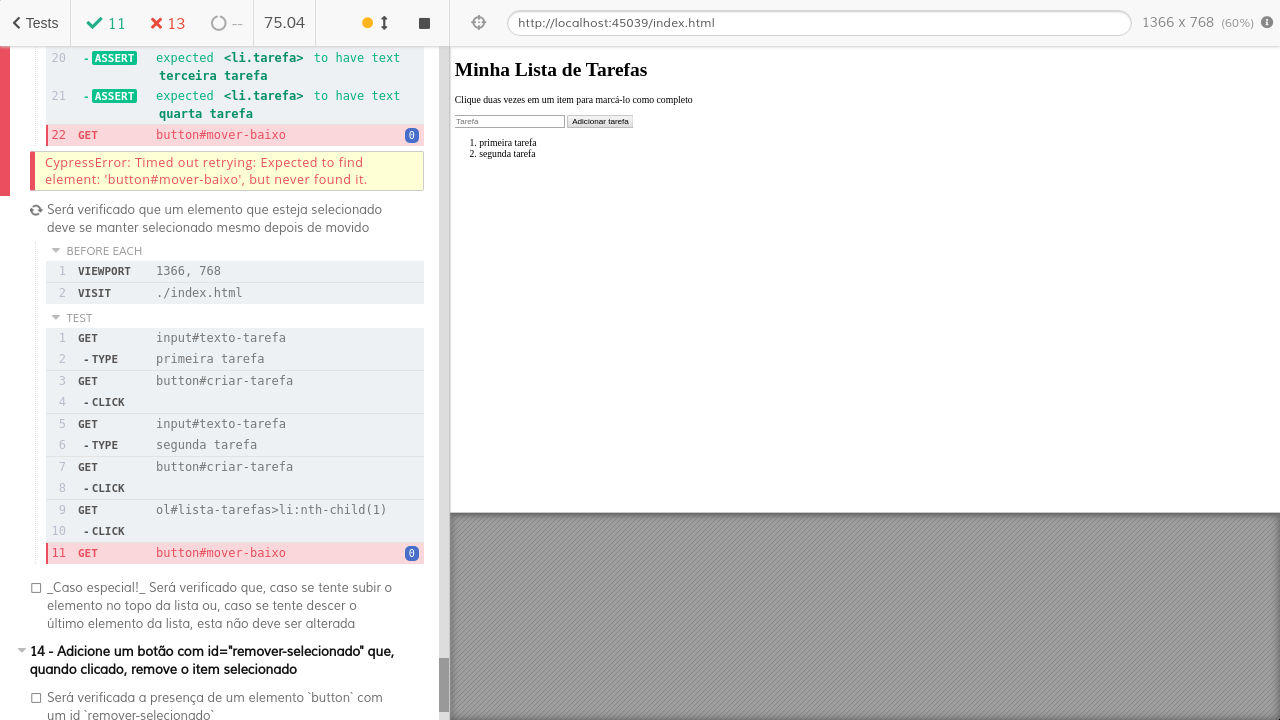 Tests 11 13 -- 75.04 http://localhost:45039/index.html 1366 x 768 (60%)
20 - ASSERT expected <li.tarefa> to have text
terceira tarefa
21 - ASSERT expected <li.tarefa> to have text
quarta tarefa
22 GET button#mover-baixo 0
CypressError: Timed out retrying: Expected to find
element: 'button#mover-baixo', but never found it.
Será verificado que um elemento que esteja selecionado
deve se manter selecionado mesmo depois de movido
BEFORE EACH
1 VIEWPORT 1366, 768
2 VISIT ./index.html
TEST
1 GET input#texto-tarefa
2 - TYPE primeira tarefa
3 GET button#criar-tarefa
4 - CLICK
5 GET input#texto-tarefa
6 - TYPE segunda tarefa
7 GET button#criar-tarefa
8 - CLICK
9 GET ol#lista-tarefas>li:nth-child(1)
10 - CLICK
11 GET button#mover-baixo 0
_Caso especial!_ Será verificado que, caso se tente subir o
elemento no topo da lista ou, caso se tente descer o
último elemento da lista, esta não deve ser alterada
14 - Adicione um botão com id="remover-selecionado" que,
quando clicado, remove o item selecionado
Será verificada a presença de um elemento `button` com
um id `remover-selecionado`
Minha Lista de Tarefas
Clique duas vezes em um item para marcá-lo como completo
Tarefa Adicionar tarefa
1. primeira tarefa
2. segunda tarefa